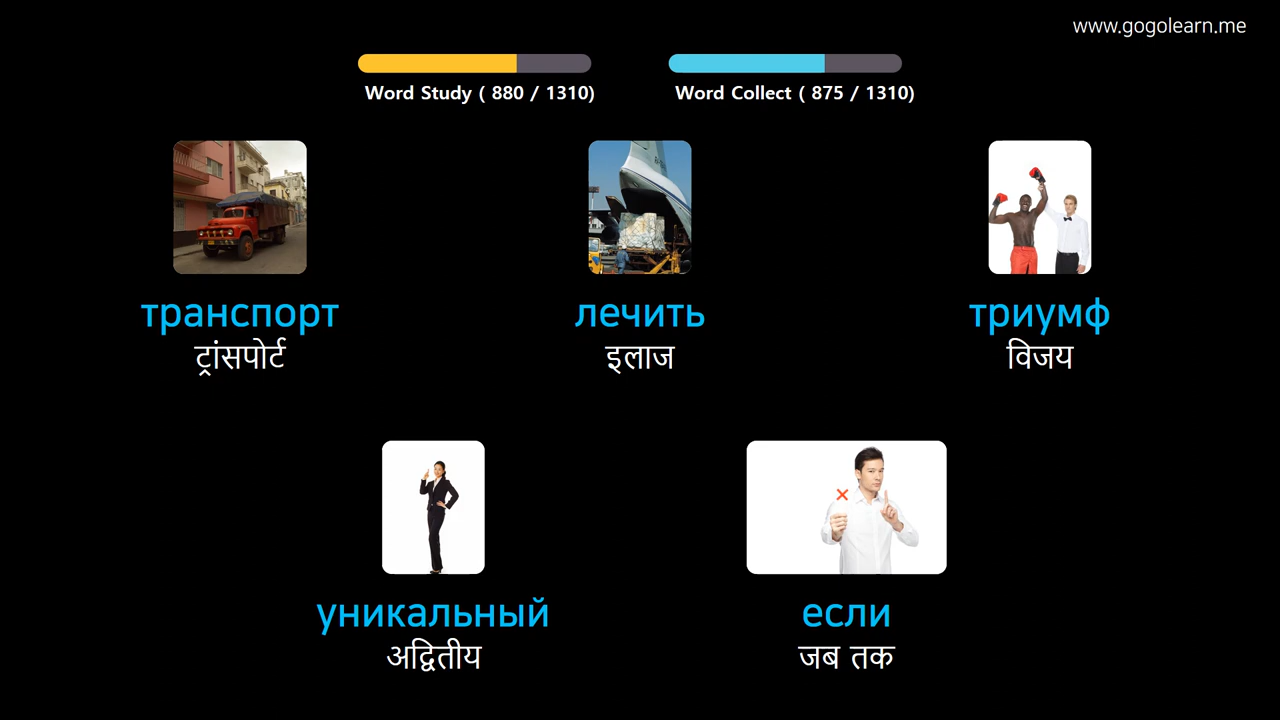 www.gogolearn.me
Word Study ( 880 / 1310)
Word Collect ( 875 / 1310)
транспорт
ट्रांसपोर्ट
лечить
इलाज
триумф
विजय
уникальный
अद्वितीय
если
जब तक